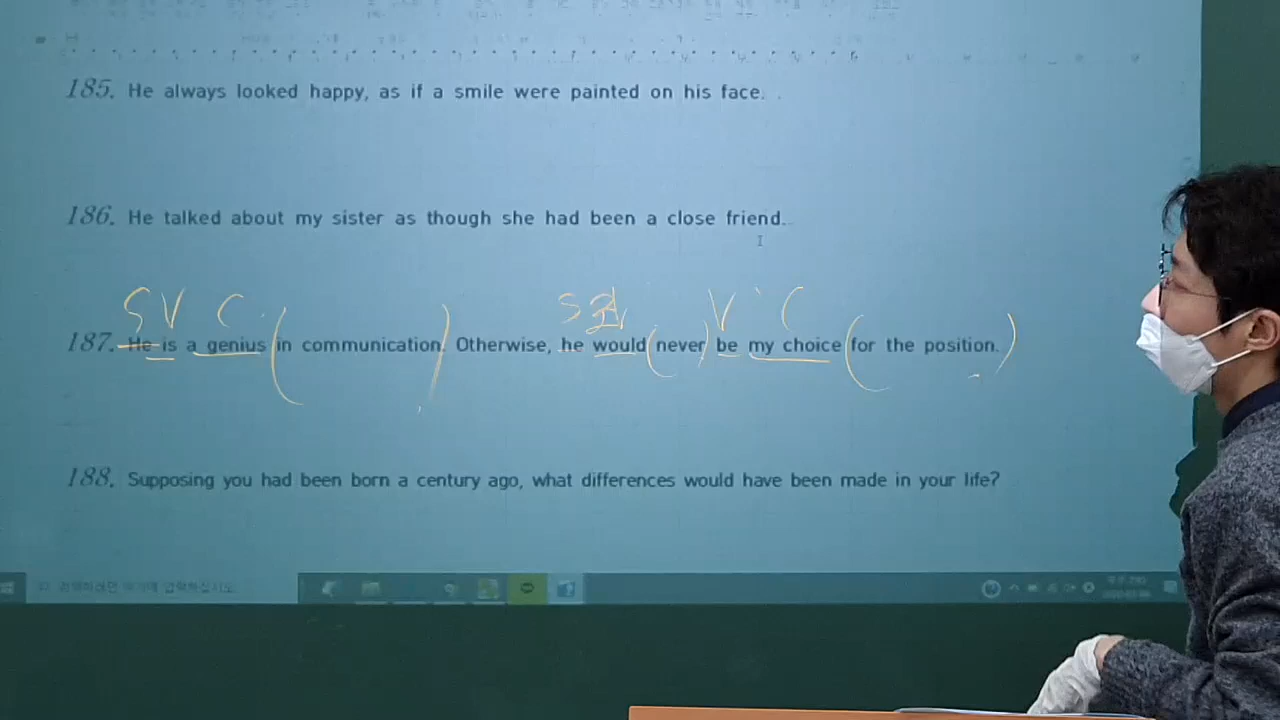 185. He always looked happy, as if a smile were painted on his face.
186. He talked about my sister as though she had been a close friend.
S V C S V C
187. He is a genius in communication. Otherwise, he would never be my choice for the position.
188. Supposing you had been born a century ago, what differences would have been made in your life?